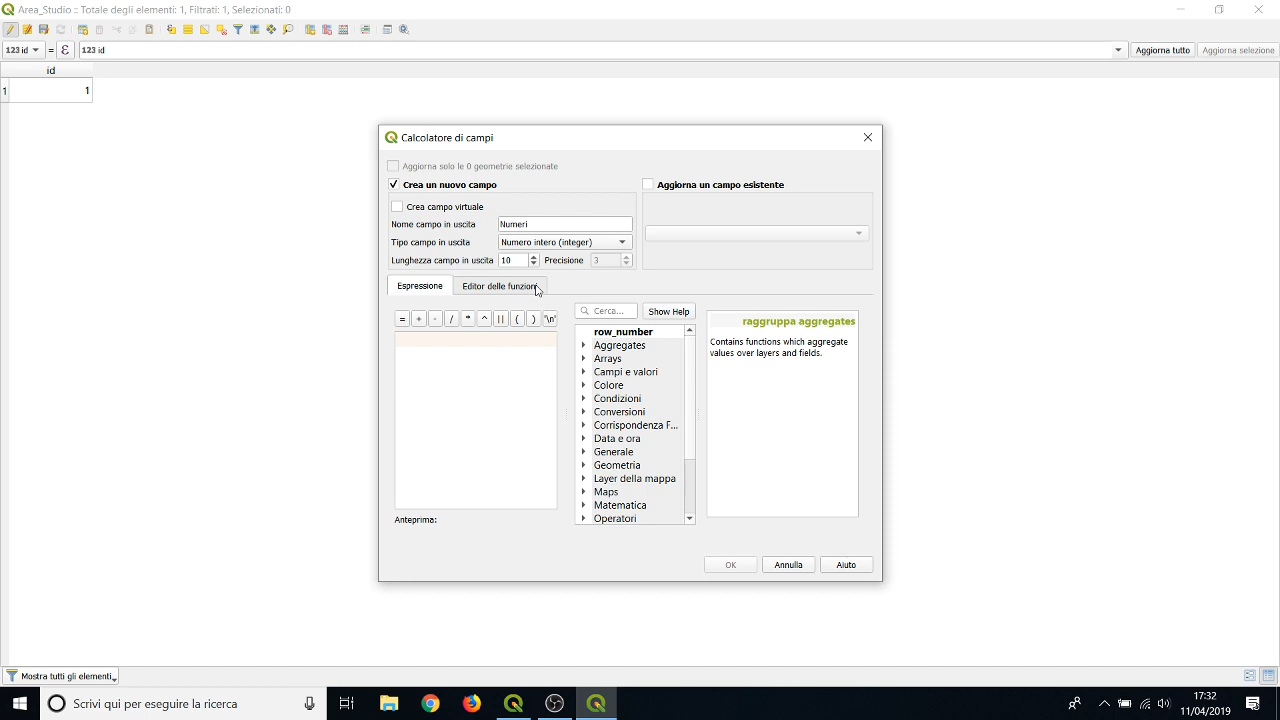 Area_Studio :: Totale degli elementi: 1, Filtrati: 1, Selezionati: 0
123 id = ε 123 id Aggiorna tutto Aggiorna selezione
id
1 1
Calcolatore di campi
Aggiorna solo le 0 geometrie selezionate
Crea un nuovo campo Aggiorna un campo esistente
Crea campo virtuale
Nome campo in uscita Numeri
Tipo campo in uscita Numero intero (integer)
Lunghezza campo in uscita 10 Precisione 3
Espressione Editor delle funzioni
= + - / * ^ || ( ) '\n' Cerca... Show Help
row_number
Aggregates
Arrays
Campi e valori
Colore
Condizioni
Conversioni
Corrispondenza F...
Data e ora
Generale
Geometria
Layer della mappa
Maps
Matematica
Operatori
raggruppa aggregates
Contains functions which aggregate
values over layers and fields.
Anteprima:
OK Annulla Aiuto
Mostra tutti gli elementi
Scrivi qui per eseguire la ricerca
17:32
11/04/2019